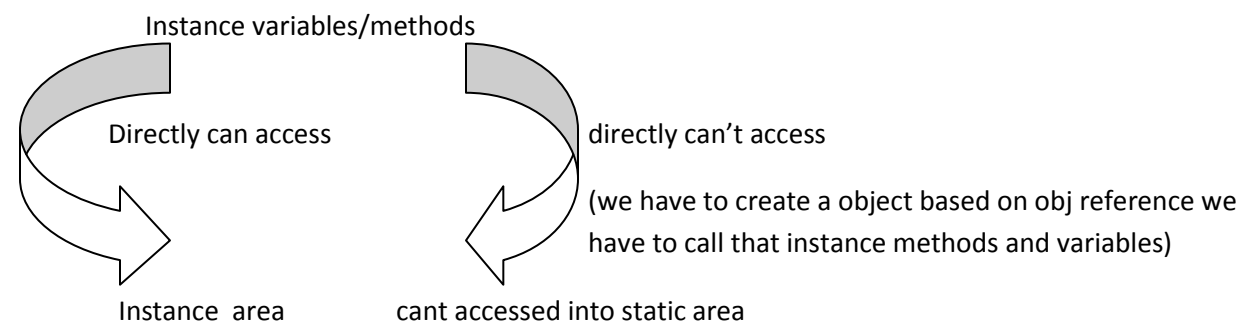 Instance variables/methods
Directly can access
directly can’t access
(we have to create a object based on obj reference we
have to call that instance methods and variables)
Instance  area
cant accessed into static area